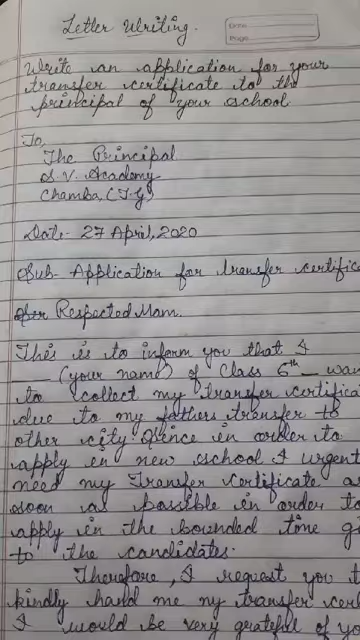 Letter Writing.
DATE
PAGE
Write an application for your
transfer certificate to the
principal of your school
To,
The Principal
S.V. Academy
Chamba, (T.G)
Date- 27 April, 2020
Sub- Application for transfer certific
Respected Mam.
This is to inform you that I
(your name) of Class 6th wan
to collect my transfer certifica
due to my fathers transfer to
other city. Since in order to
apply in new school I urgent
need my Transfer certificate a
soon as possible in order to
apply in the bounded time g
to the candidates.
Therefore, I request you t
kindly hand me my transfer cer
I would be very grateful of yo